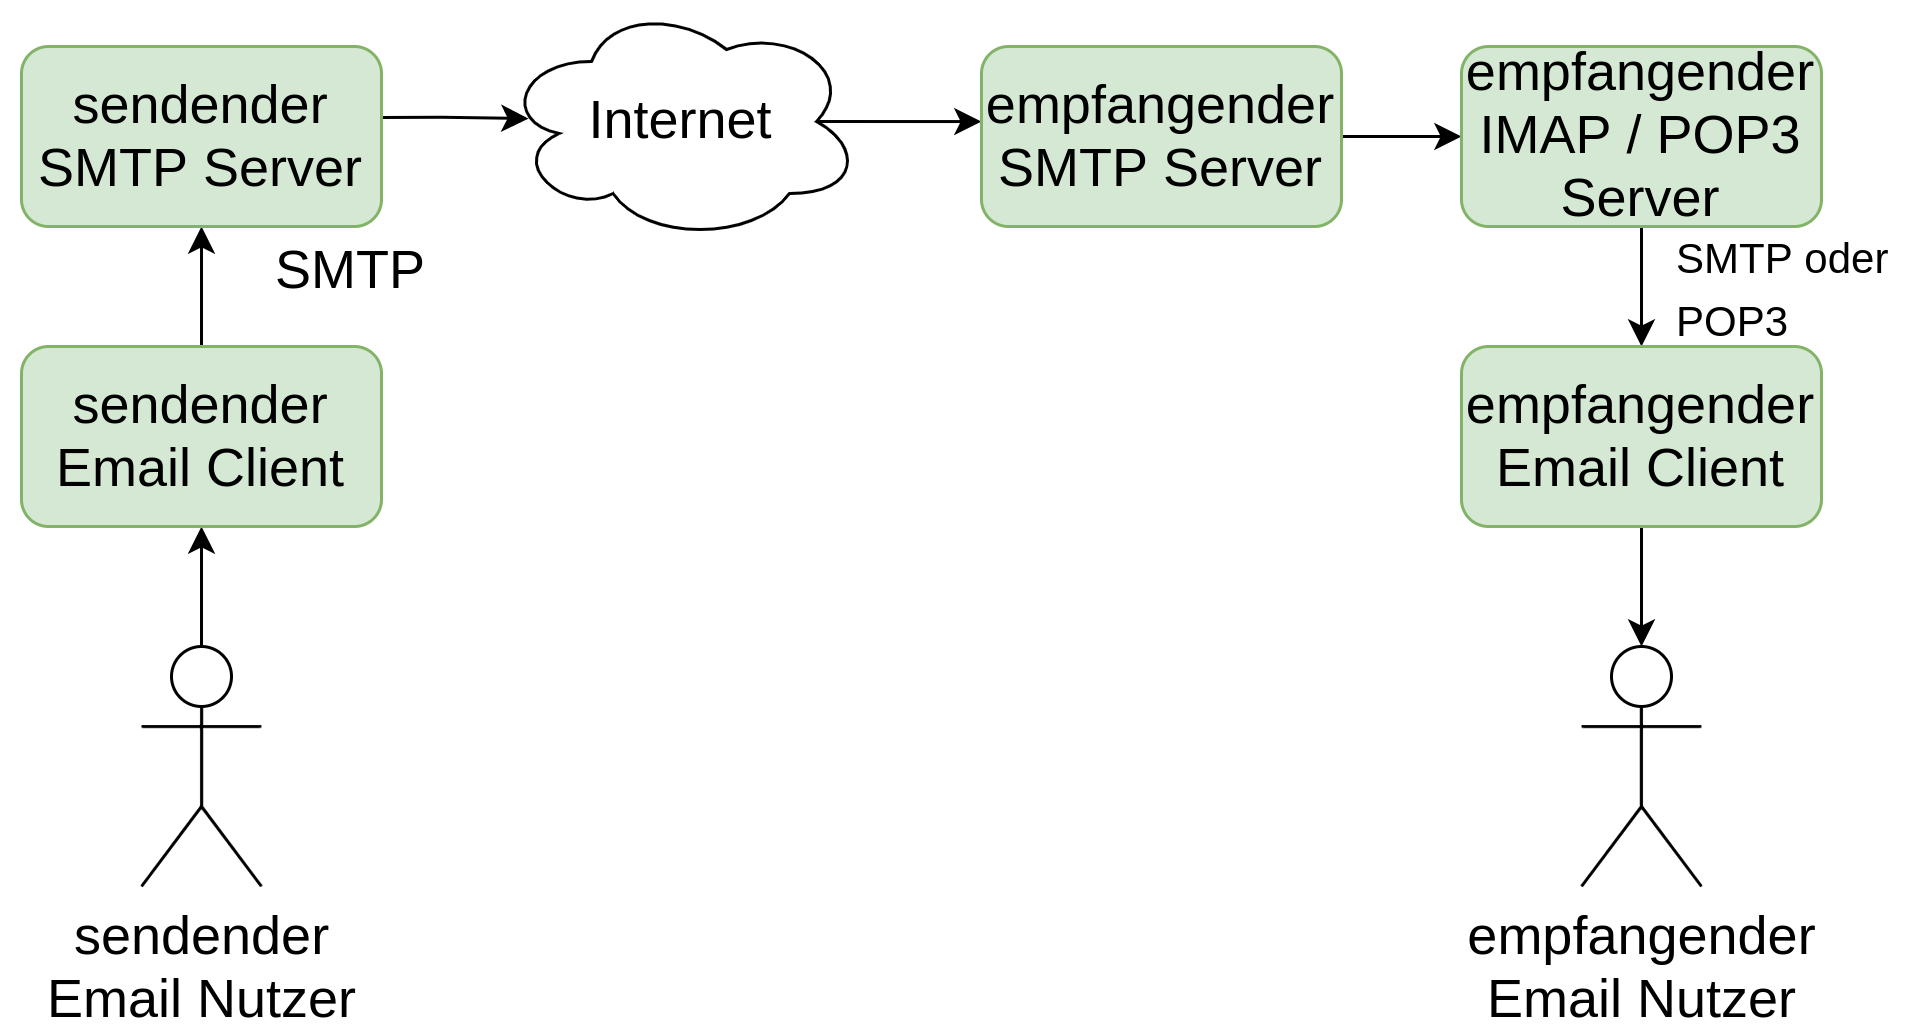 sendender
SMTP Server
Internet
empfangender
SMTP Server
empfangender
IMAP / POP3
Server
SMTP
SMTP oder
POP3
sendender
Email Client
empfangender
Email Client
sendender
Email Nutzer
empfangender
Email Nutzer